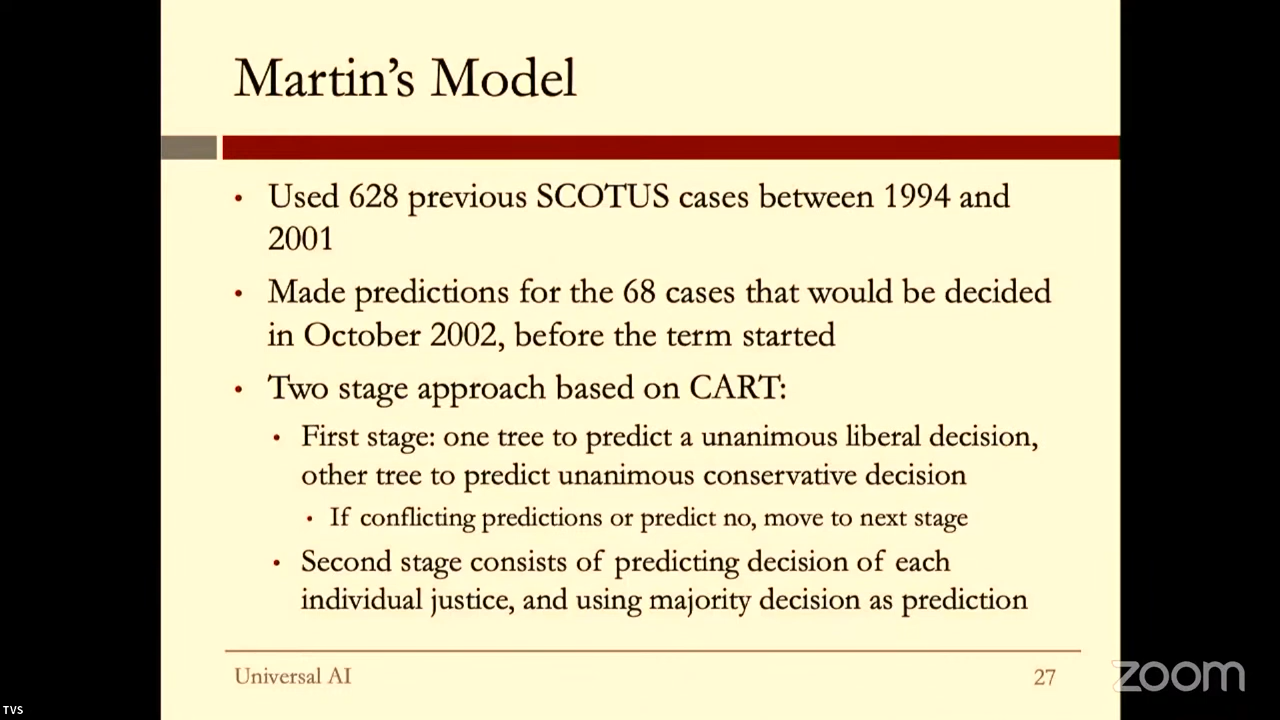 Martin's Model
• Used 628 previous SCOTUS cases between 1994 and
2001
• Made predictions for the 68 cases that would be decided
in October 2002, before the term started
• Two stage approach based on CART:
• First stage: one tree to predict a unanimous liberal decision,
other tree to predict unanimous conservative decision
• If conflicting predictions or predict no, move to next stage
• Second stage consists of predicting decision of each
individual justice, and using majority decision as prediction
Universal AI
27
zoom
TVS